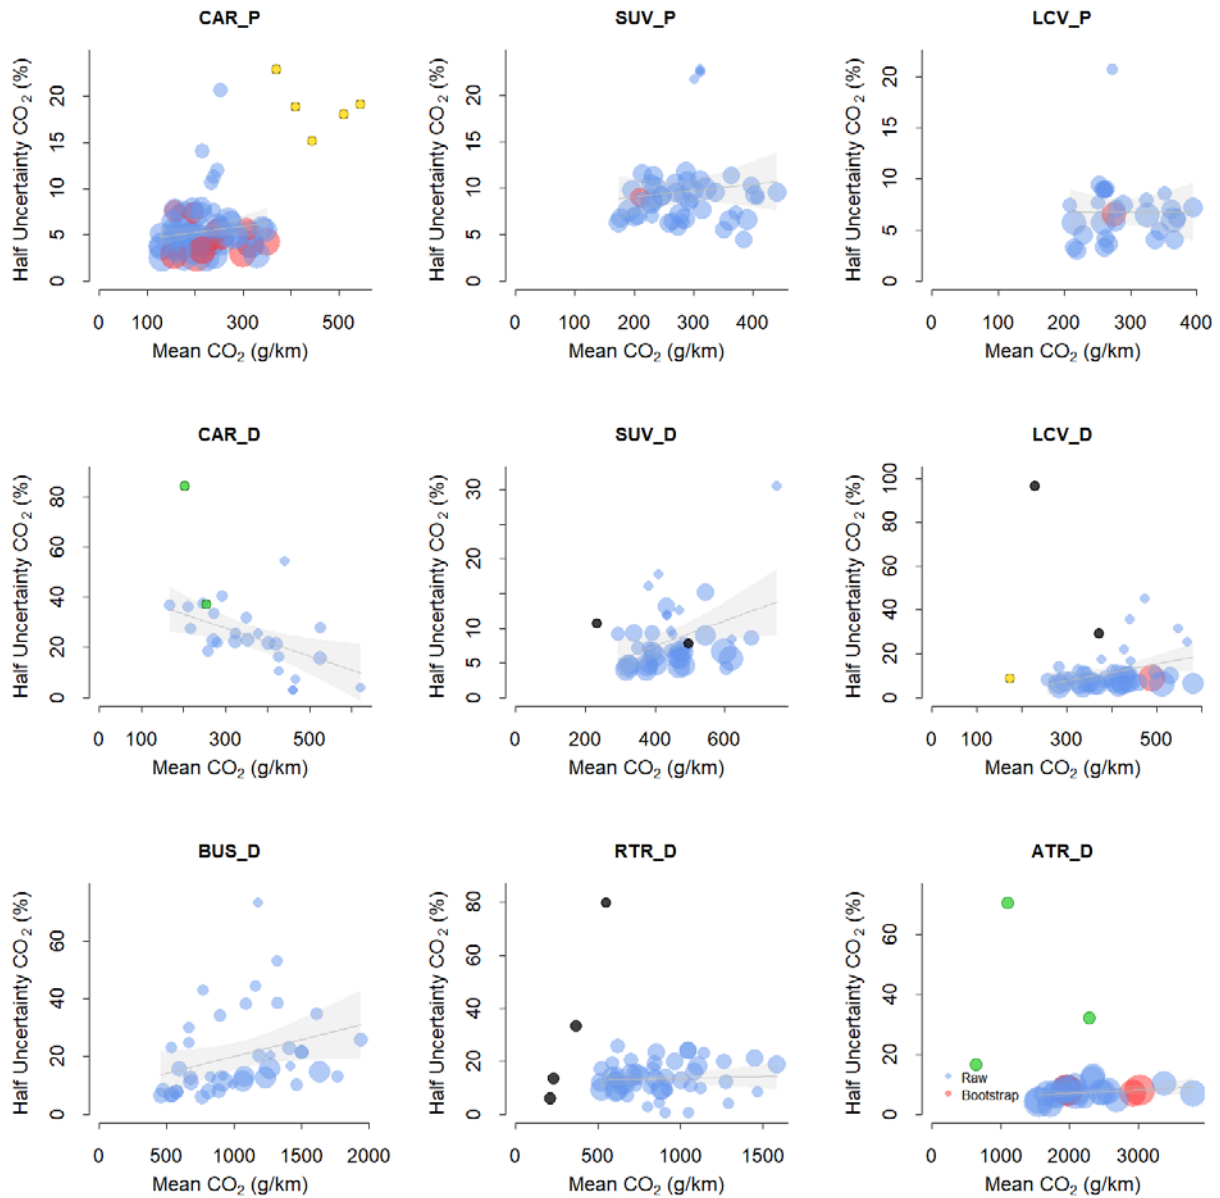 CAR_P
SUV_P
LCV_P
Half Uncertainty CO₂ (%)
0 5 10 15 20
0 100 300 500
Mean CO₂ (g/km)
Half Uncertainty CO₂ (%)
0 5 10 15 20
0 100 200 300 400
Mean CO₂ (g/km)
Half Uncertainty CO₂ (%)
0 5 10 15 20
0 100 200 300 400
Mean CO₂ (g/km)
CAR_D
SUV_D
LCV_D
Half Uncertainty CO₂ (%)
0 20 40 60 80
0 100 300 500
Mean CO₂ (g/km)
Half Uncertainty CO₂ (%)
0 5 10 20 30
0 200 400 600
Mean CO₂ (g/km)
Half Uncertainty CO₂ (%)
0 20 40 60 80 100
0 100 300 500
Mean CO₂ (g/km)
BUS_D
RTR_D
ATR_D
Half Uncertainty CO₂ (%)
0 20 40 60
0 500 1000 1500 2000
Mean CO₂ (g/km)
Half Uncertainty CO₂ (%)
0 20 40 60 80
0 500 1000 1500
Mean CO₂ (g/km)
Half Uncertainty CO₂ (%)
0 20 40 60
Raw
Bootstrap
0 1000 2000 3000
Mean CO₂ (g/km)